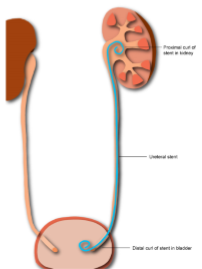 Proximal curl of
stent in kidney
Ureteral stent
Distal curl of stent in bladder